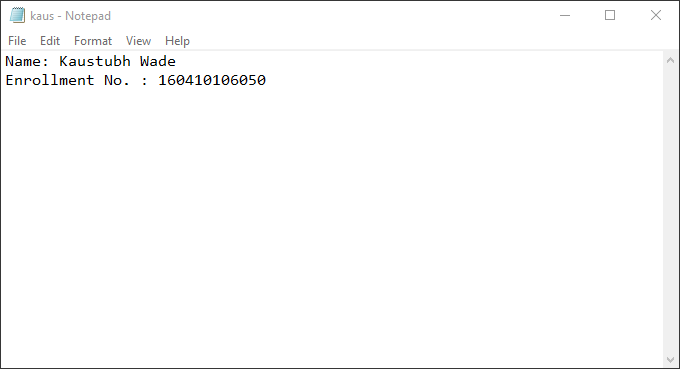 kaus - Notepad
File Edit Format View Help
Name: Kaustubh Wade
Enrollment No. : 160410106050